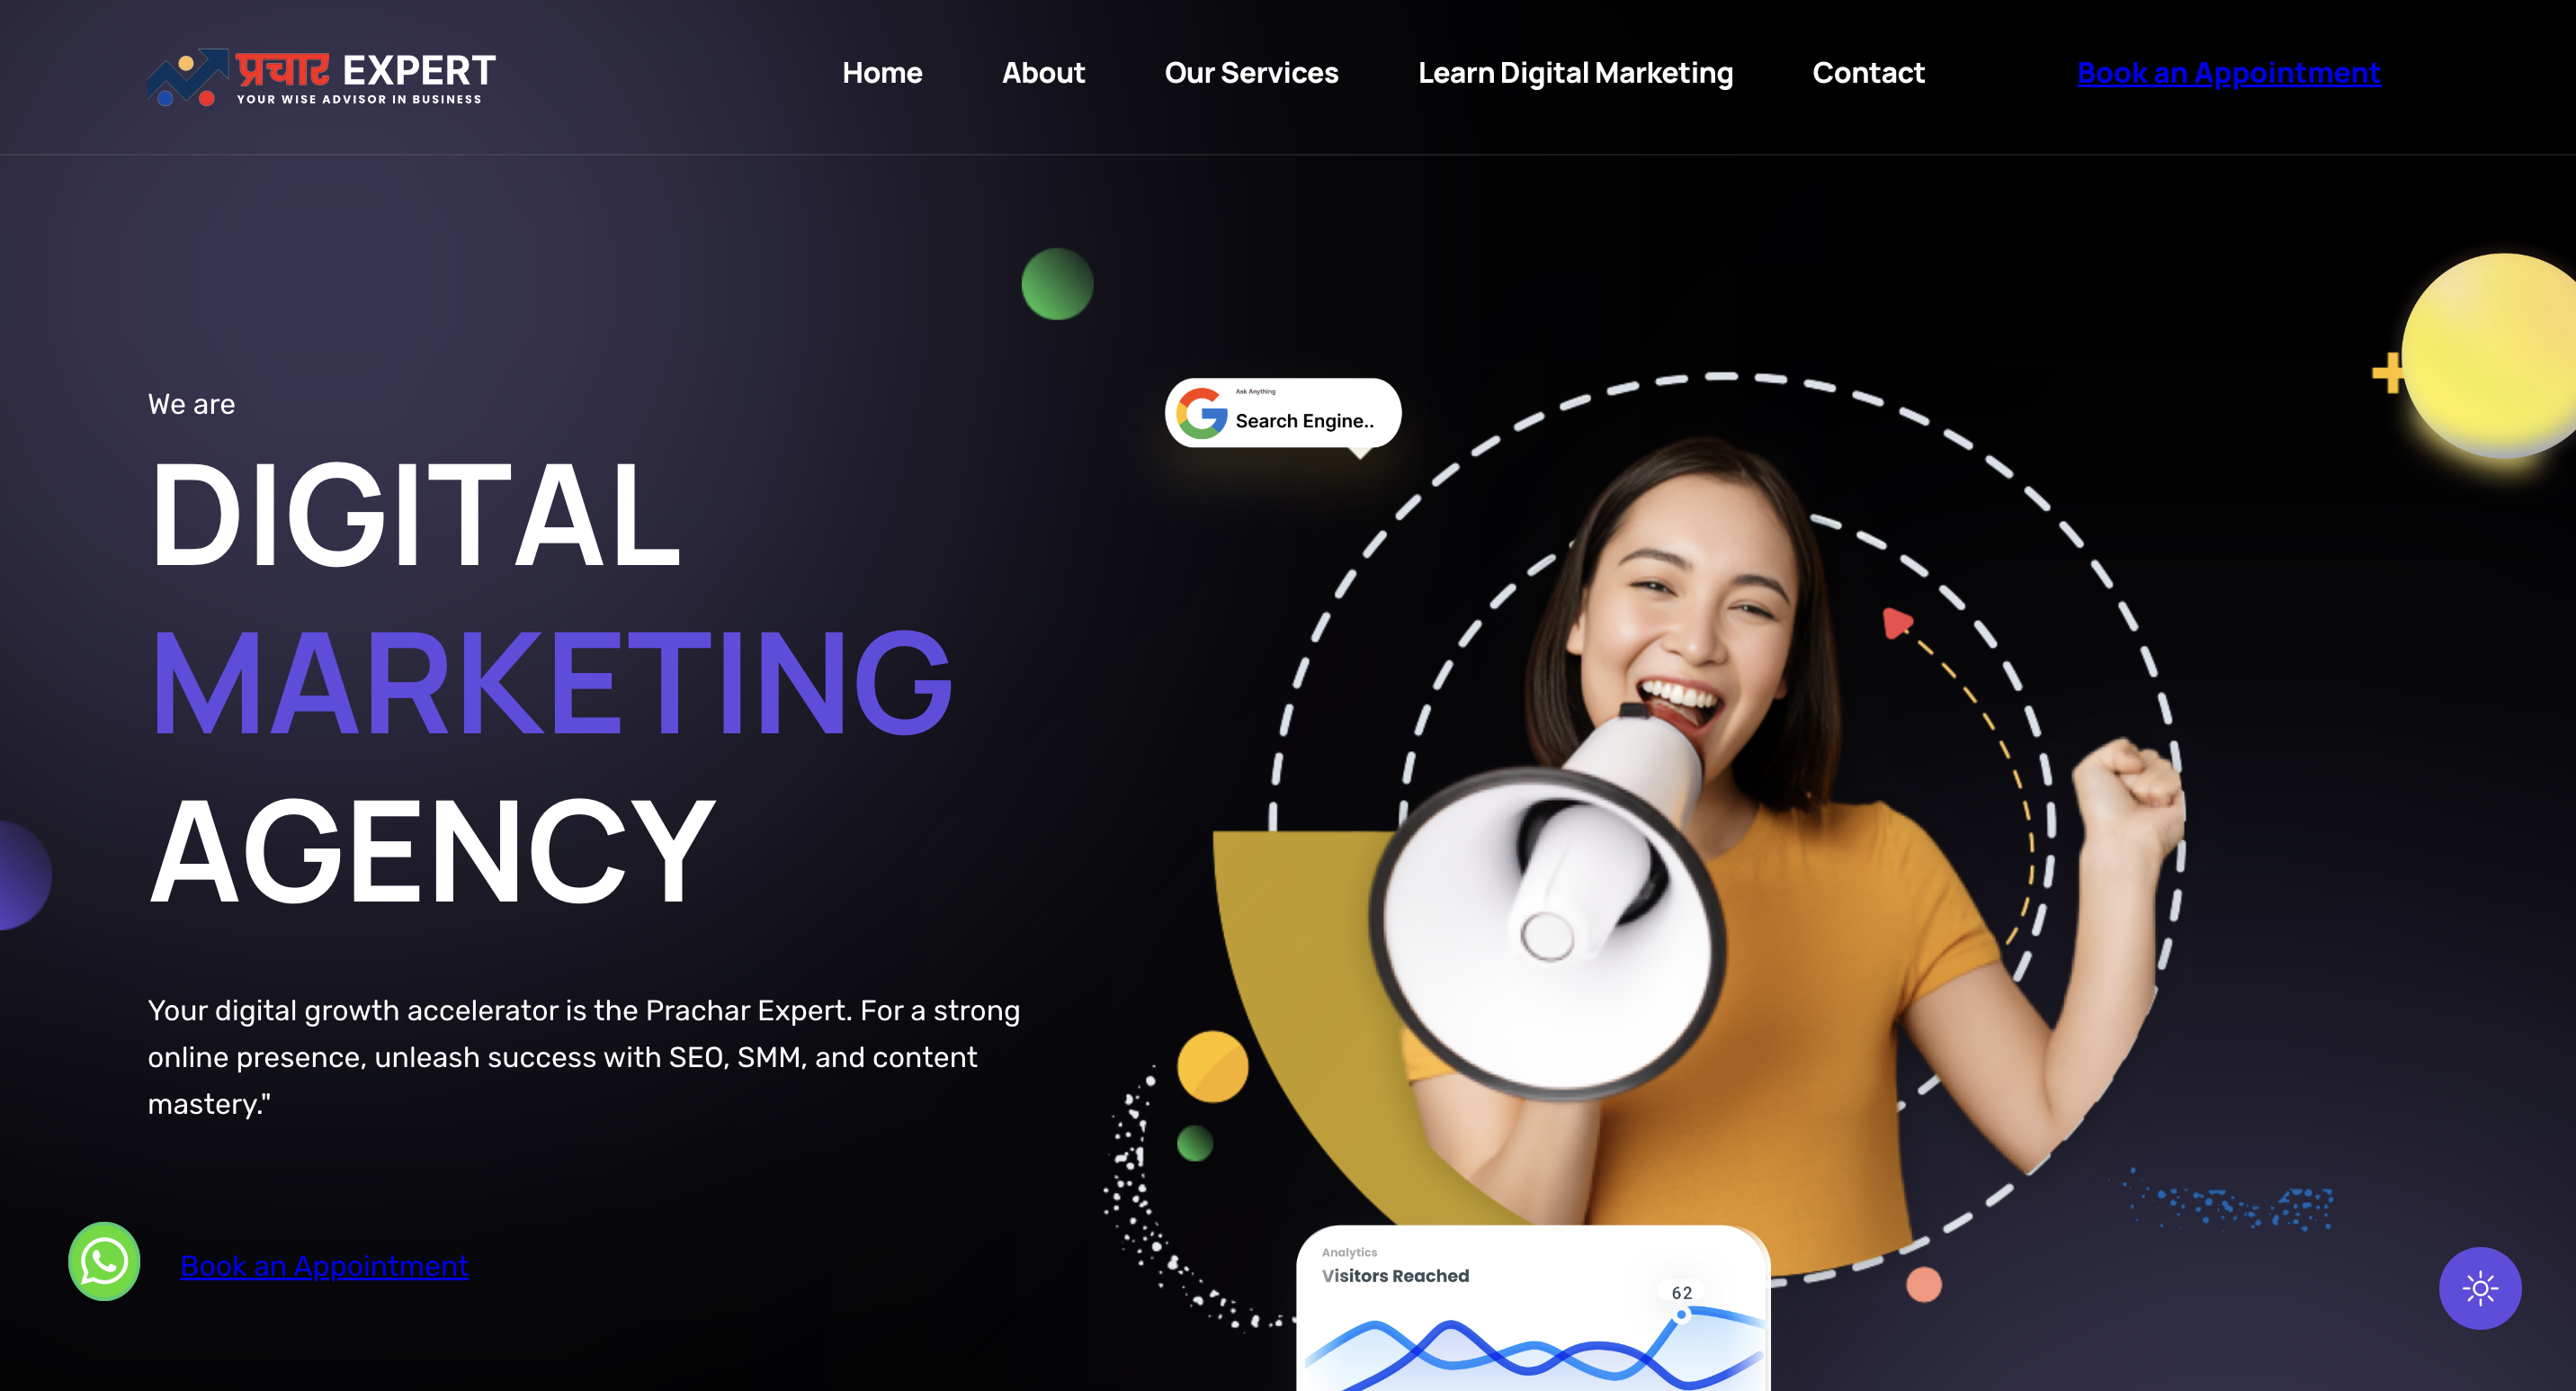 प्रचार EXPERT
YOUR WISE ADVISOR IN BUSINESS
Home About Our Services Learn Digital Marketing Contact Book an Appointment
Ask Anything
Search Engine..
We are
DIGITAL
MARKETING
AGENCY
Your digital growth accelerator is the Prachar Expert. For a strong
online presence, unleash success with SEO, SMM, and content
mastery."
Book an Appointment
Analytics
Visitors Reached
62